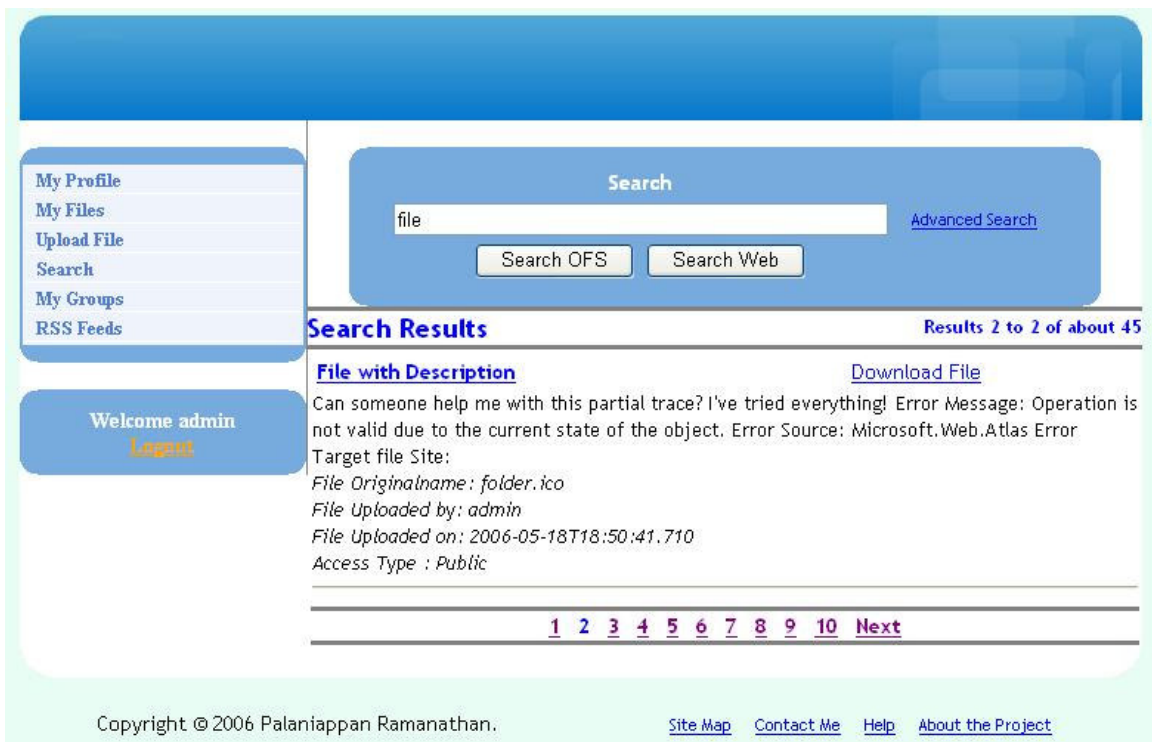 My Profile
My Files
Upload File
Search
My Groups
RSS Feeds
Welcome admin
Logout
Search
file
Advanced Search
Search OFS Search Web
Search Results Results 2 to 2 of about 45
File with Description Download File
Can someone help me with this partial trace? I've tried everything! Error Message: Operation is
not valid due to the current state of the object. Error Source: Microsoft.Web.Atlas Error
Target file Site:
File Originalname: folder.ico
File Uploaded by: admin
File Uploaded on: 2006-05-18T18:50:41.710
Access Type : Public
1 2 3 4 5 6 7 8 9 10 Next
Copyright © 2006 Palaniappan Ramanathan. Site Map Contact Me Help About the Project